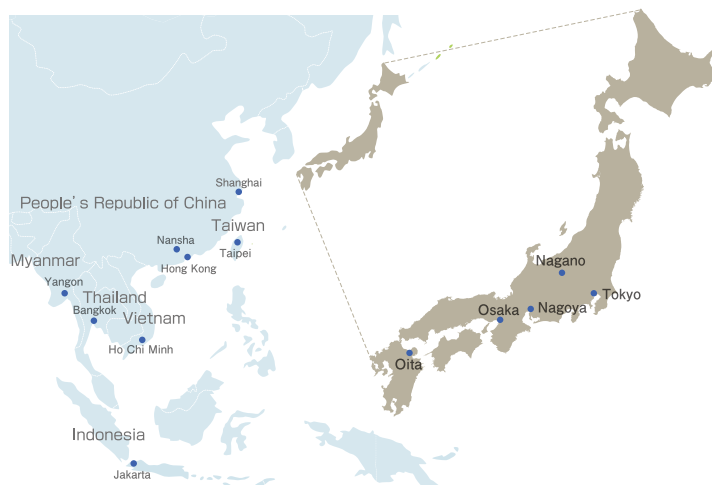 Shanghai
People's Republic of China
Taiwan
Nansha
Taipei
Hong Kong
Myanmar
Yangon
Thailand
Bangkok
Vietnam
Ho Chi Minh
Indonesia
Jakarta
Nagano
Tokyo
Osaka
Nagoya
Oita